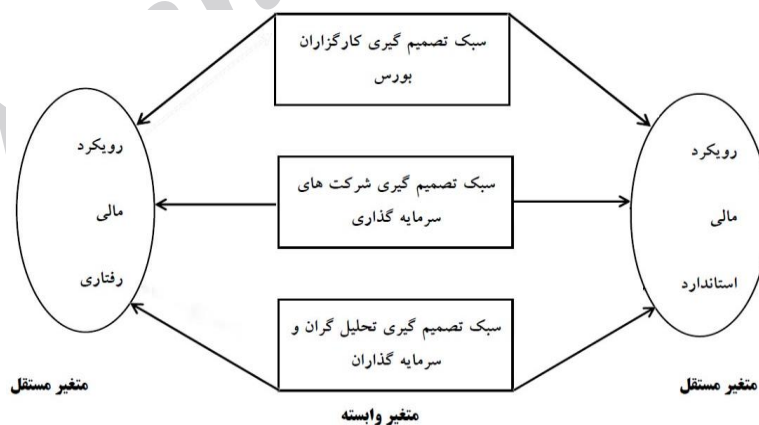 سبک تصمیم گیری کارگزاران
بورس
رویکرد
مالی
استاندارد
سبک تصمیم گیری شرکت های
سرمایه گذاری
رویکرد
مالی
رفتاری
سبک تصمیم گیری تحلیل گران و
سرمایه گذاران
متغیر مستقل
متغیر وابسته
متغیر مستقل